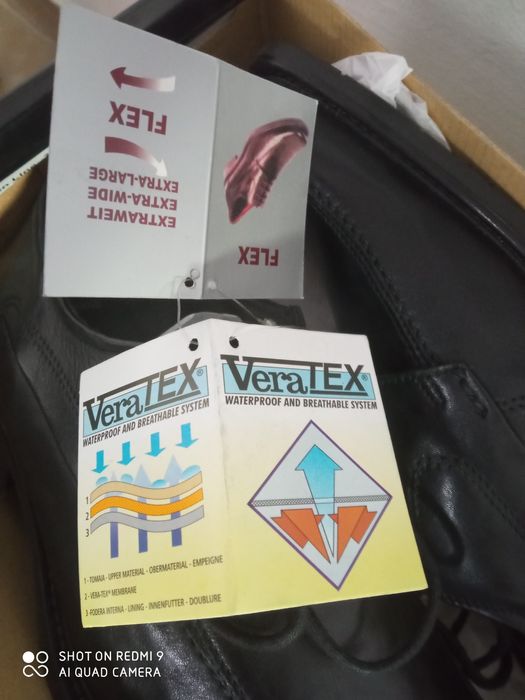 FLEX
EXTRAWEIT
EXTRA-WIDE
EXTRA-LARGE
FLEX
VeraTEX®
WATERPROOF AND BREATHABLE SYSTEM
1
2
3
1 - TOMAIA - UPPER MATERIAL - OBERMATERIAL - EMPEIGNE
2 - VERA-TEX® MEMBRANE
3 - FODERA INTERNA - LINING - INNENFUTTER - DOUBLURE
VeraTEX®
WATERPROOF AND BREATHABLE SYSTEM
SHOT ON REDMI 9
AI QUAD CAMERA